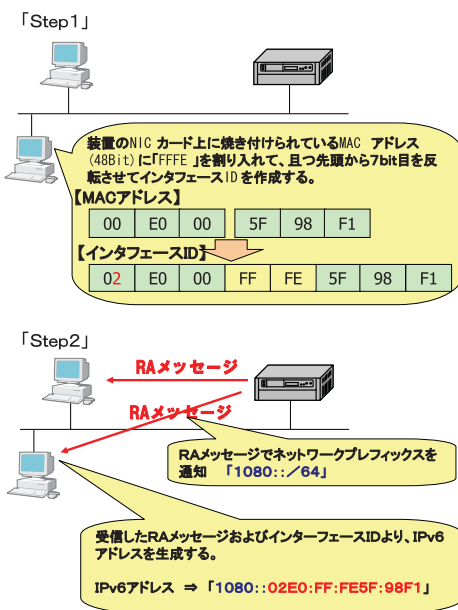 「Step1」
装置のNIC カード上に焼き付けられているMAC アドレス
(48Bit)に「FFFE 」を割り入れて、且つ先頭から7bit目を反
転させてインタフェースIDを作成する。
【MACアドレス】
00 E0 00 5F 98 F1
【インタフェースID】
02 E0 00 FF FE 5F 98 F1
「Step2」
RAメッセージ
RAメッセージ
RAメッセージでネットワークプレフィックスを
通知 「1080::/64」
受信したRAメッセージおよびインターフェースIDより、IPv6
アドレスを生成する。
IPv6アドレス ⇒ 「1080::02E0:FF:FE5F:98F1」